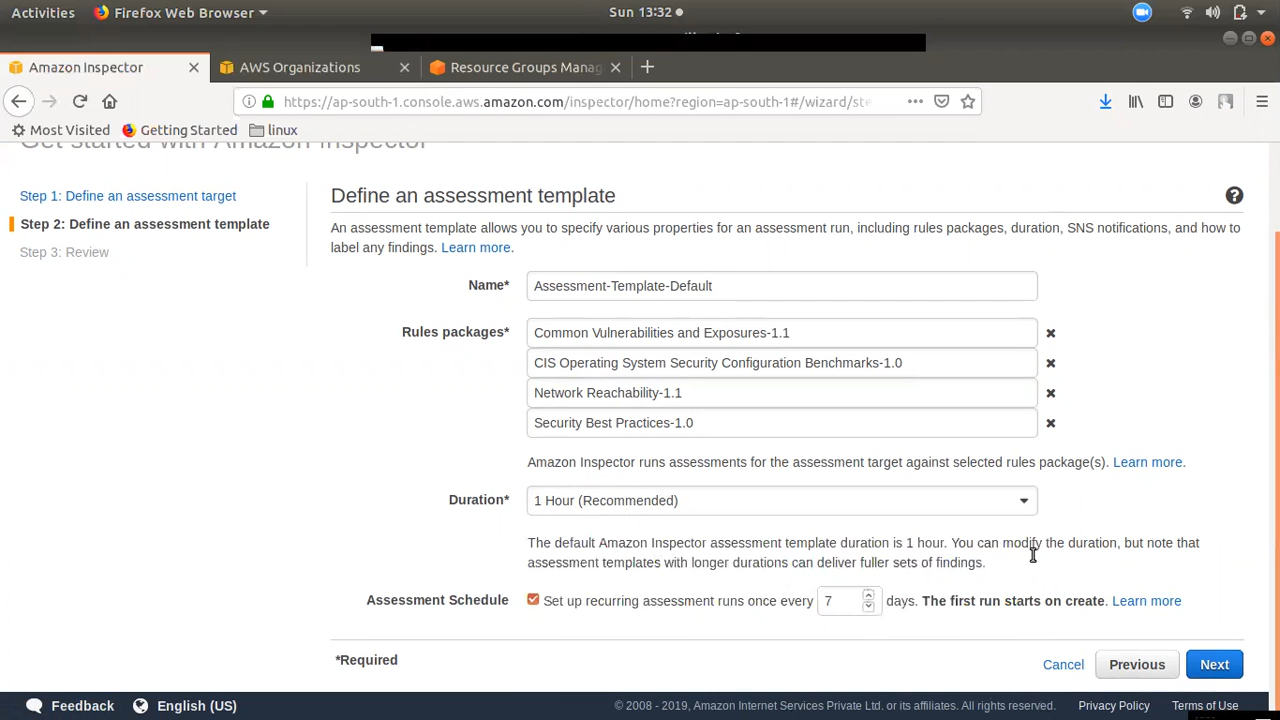 Activities Firefox Web Browser Sun 13:32
Amazon Inspector AWS Organizations Resource Groups Manag
https://ap-south-1.console.aws.amazon.com/inspector/home?region=ap-south-1#/wizard/ste
Most Visited Getting Started linux
Get started with Amazon Inspector
Step 1: Define an assessment target
Step 2: Define an assessment template
Step 3: Review
Define an assessment template
An assessment template allows you to specify various properties for an assessment run, including rules packages, duration, SNS notifications, and how to
label any findings. Learn more.
Name* Assessment-Template-Default
Rules packages* Common Vulnerabilities and Exposures-1.1
CIS Operating System Security Configuration Benchmarks-1.0
Network Reachability-1.1
Security Best Practices-1.0
Amazon Inspector runs assessments for the assessment target against selected rules package(s). Learn more.
Duration* 1 Hour (Recommended)
The default Amazon Inspector assessment template duration is 1 hour. You can modify the duration, but note that
assessment templates with longer durations can deliver fuller sets of findings.
Assessment Schedule Set up recurring assessment runs once every 7 days. The first run starts on create. Learn more
*Required Cancel Previous Next
Feedback English (US) © 2008 - 2019, Amazon Internet Services Private Ltd. or its affiliates. All rights reserved. Privacy Policy Terms of Use